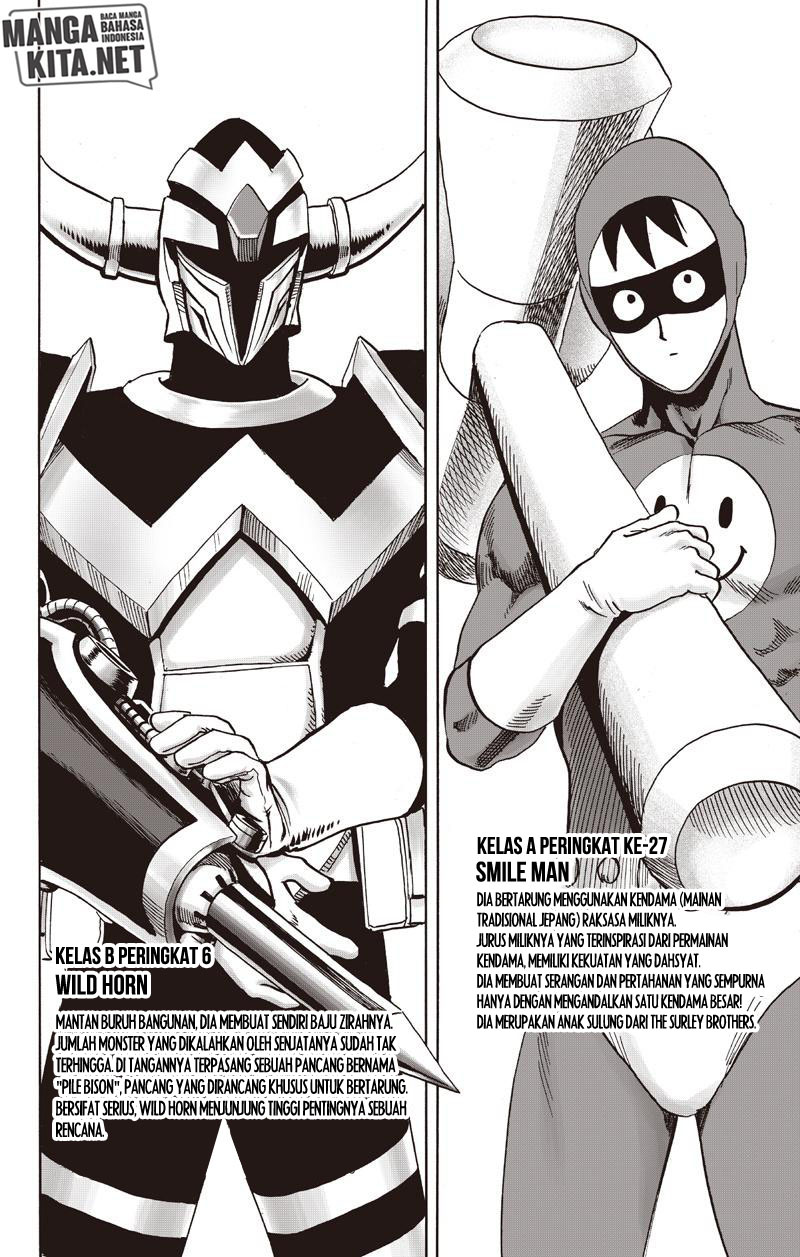 MANGA
BACA MANGA
BAHASA
INDONESIA
KITA.NET
KELAS A PERINGKAT KE-27
SMILE MAN
DIA BERTARUNG MENGGUNAKAN KENDAMA (MAINAN
TRADISIONAL JEPANG) RAKSASA MILIKNYA.
JURUS MILIKNYA YANG TERINSPIRASI DARI PERMAINAN
KENDAMA, MEMILIKI KEKUATAN YANG DAHSYAT.
DIA MEMBUAT SERANGAN DAN PERTAHANAN YANG SEMPURNA
HANYA DENGAN MENGANDALKAN SATU KENDAMA BESAR!
DIA MERUPAKAN ANAK SULUNG DARI THE SURLEY BROTHERS.
KELAS B PERINGKAT 6
WILD HORN
MANTAN BURUH BANGUNAN, DIA MEMBUAT SENDIRI BAJU ZIRAHNYA.
JUMLAH MONSTER YANG DIKALAHKAN OLEH SENJATANYA SUDAH TAK
TERHINGGA. DI TANGANNYA TERPASANG SEBUAH PANCANG BERNAMA
"PILE BISON", PANCANG YANG DIRANCANG KHUSUS UNTUK BERTARUNG.
BERSIFAT SERIUS, WILD HORN MENJUNJUNG TINGGI PENTINGNYA SEBUAH
RENCANA.